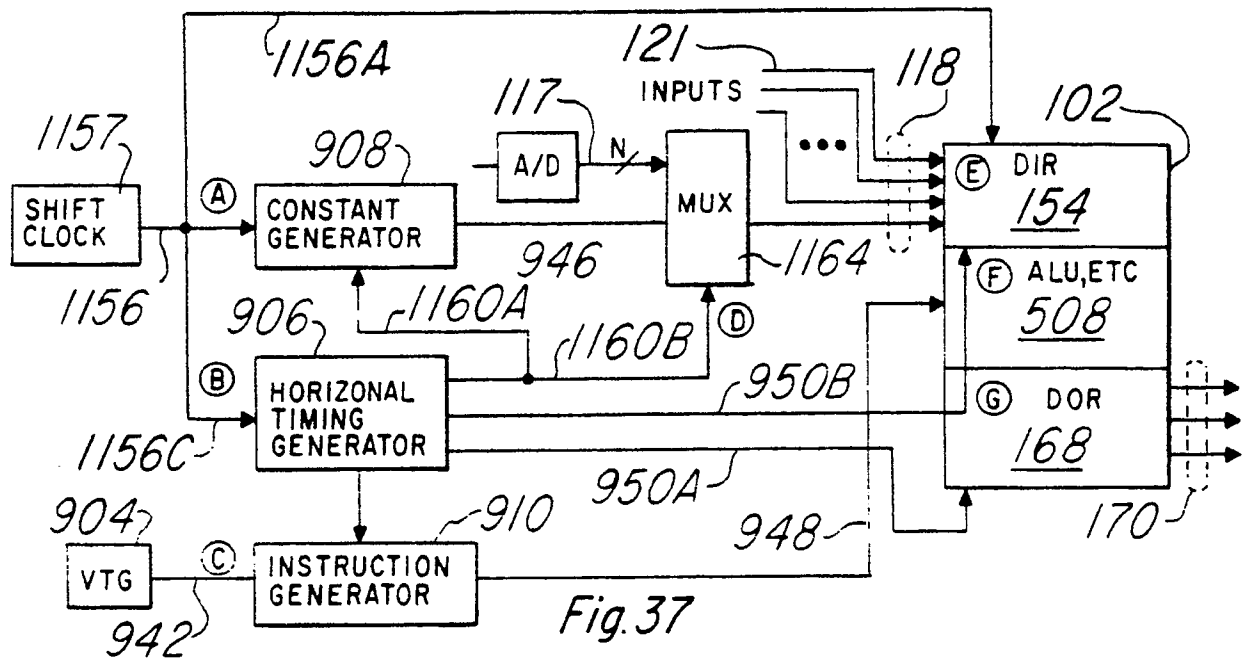 1156A
121
INPUTS
118
102
1157
SHIFT
CLOCK
1156
A
908
CONSTANT
GENERATOR
117
A/D
N
MUX
946
1164
E DIR
154
F ALU,ETC
508
G DOR
168
170
1160A
1160B
D
906
B
HORIZONAL
TIMING
GENERATOR
1156C
950B
950A
948
904
VTG
942
C
910
INSTRUCTION
GENERATOR
Fig.37